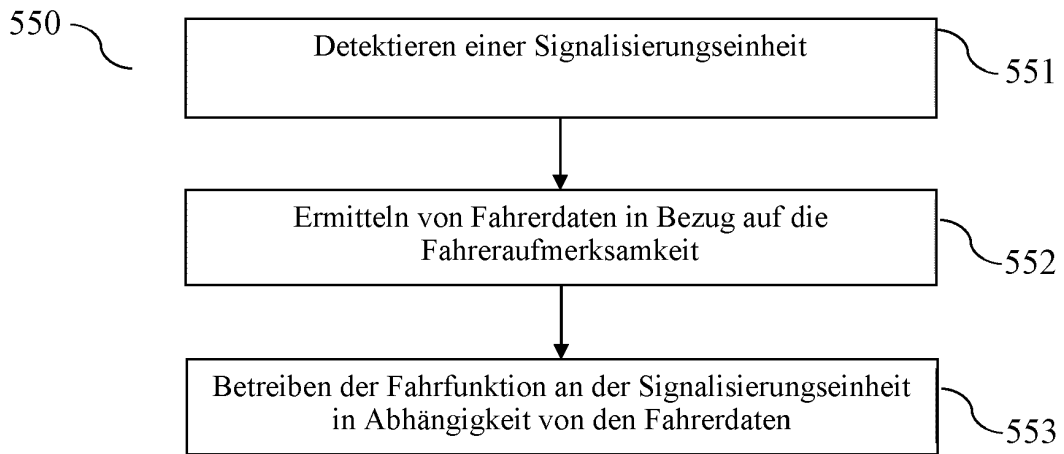 550
Detektieren einer Signalisierungseinheit
551
Ermitteln von Fahrerdaten in Bezug auf die
Fahreraufmerksamkeit
552
Betreiben der Fahrfunktion an der Signalisierungseinheit
in Abhängigkeit von den Fahrerdaten
553